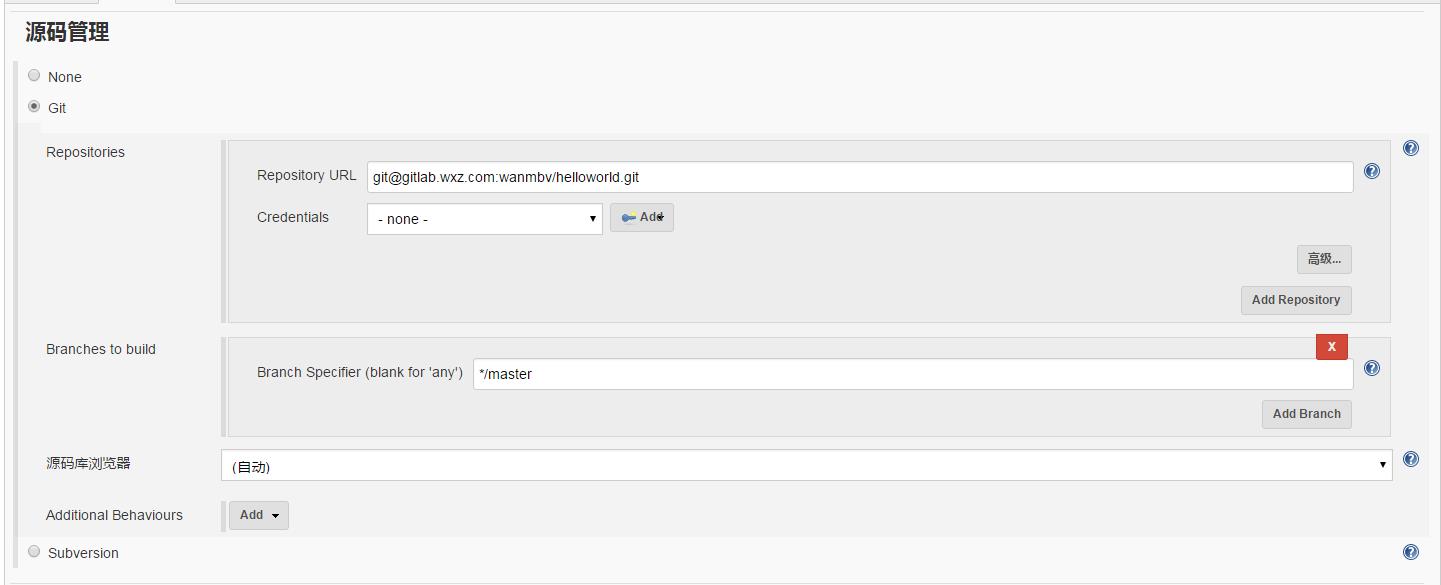 源码管理
None
Git
Repositories
Repository URL git@gitlab.wxz.com:wanmbv/helloworld.git
Credentials - none - Add
高级...
Add Repository
Branches to build
X
Branch Specifier (blank for 'any') */master
Add Branch
源码库浏览器 (自动)
Additional Behaviours Add
Subversion